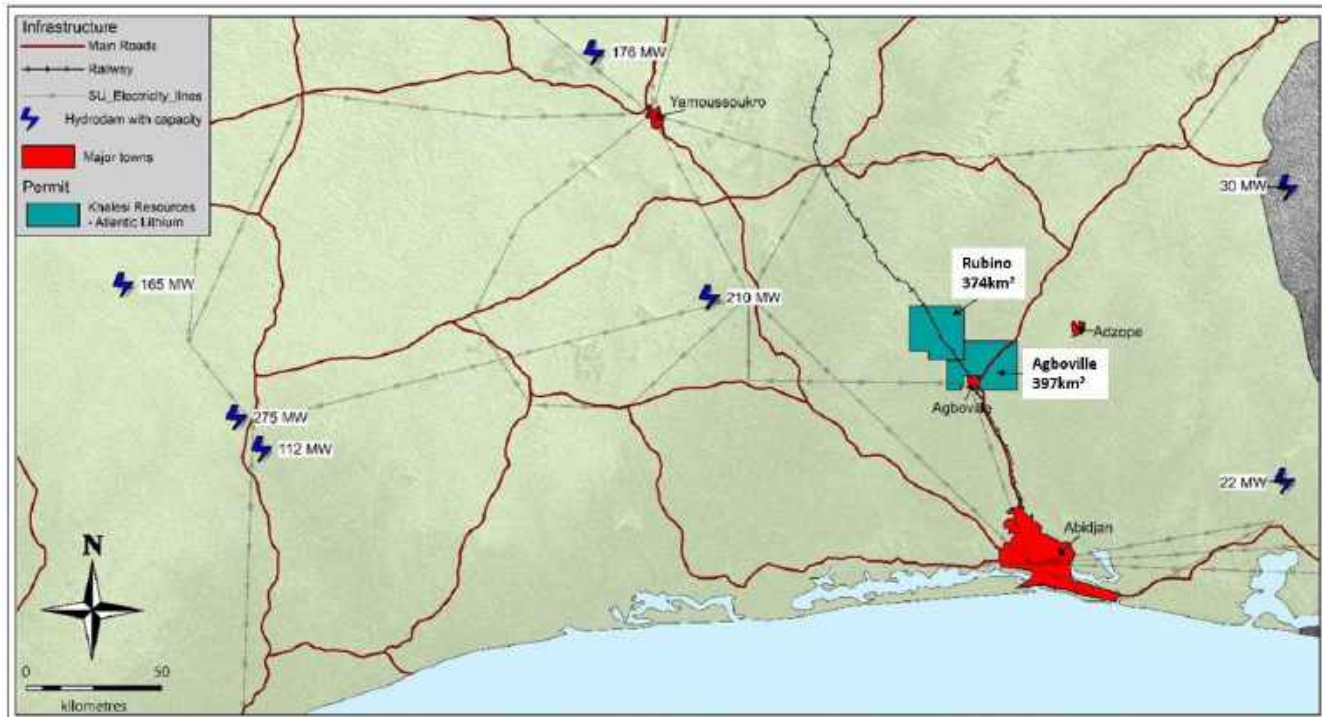 Infrastructure
Main Roads
Railway
SU_Electricity_lines
Hydrodam with capacity
Major towns
Permit
Khalesi Resources
- Atlantic Lithium
176 MW
Yamoussoukro
30 MW
165 MW
210 MW
Rubino
374km²
Adzope
Agboville
397km²
Agboville
275 MW
112 MW
22 MW
Abidjan
N
0 50
kilometres